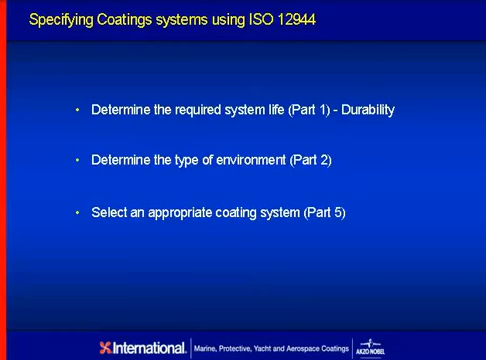 Specifying Coatings systems using ISO 12944
• Determine the required system life (Part 1) - Durability
• Determine the type of environment (Part 2)
• Select an appropriate coating system (Part 5)
International. Marine, Protective, Yacht and Aerospace Coatings AKZO NOBEL